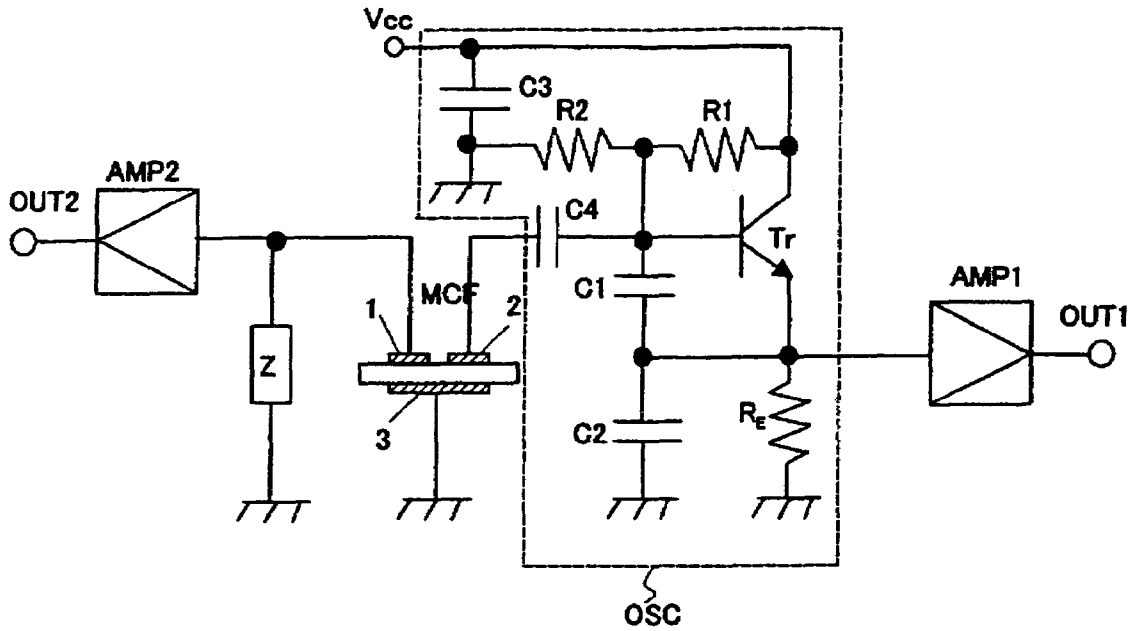 Vcc
C3
R2
R1
AMP2
OUT2
C4
Tr
MCF
C1
AMP1
OUT1
1
2
Z
3
C2
RE
OSC